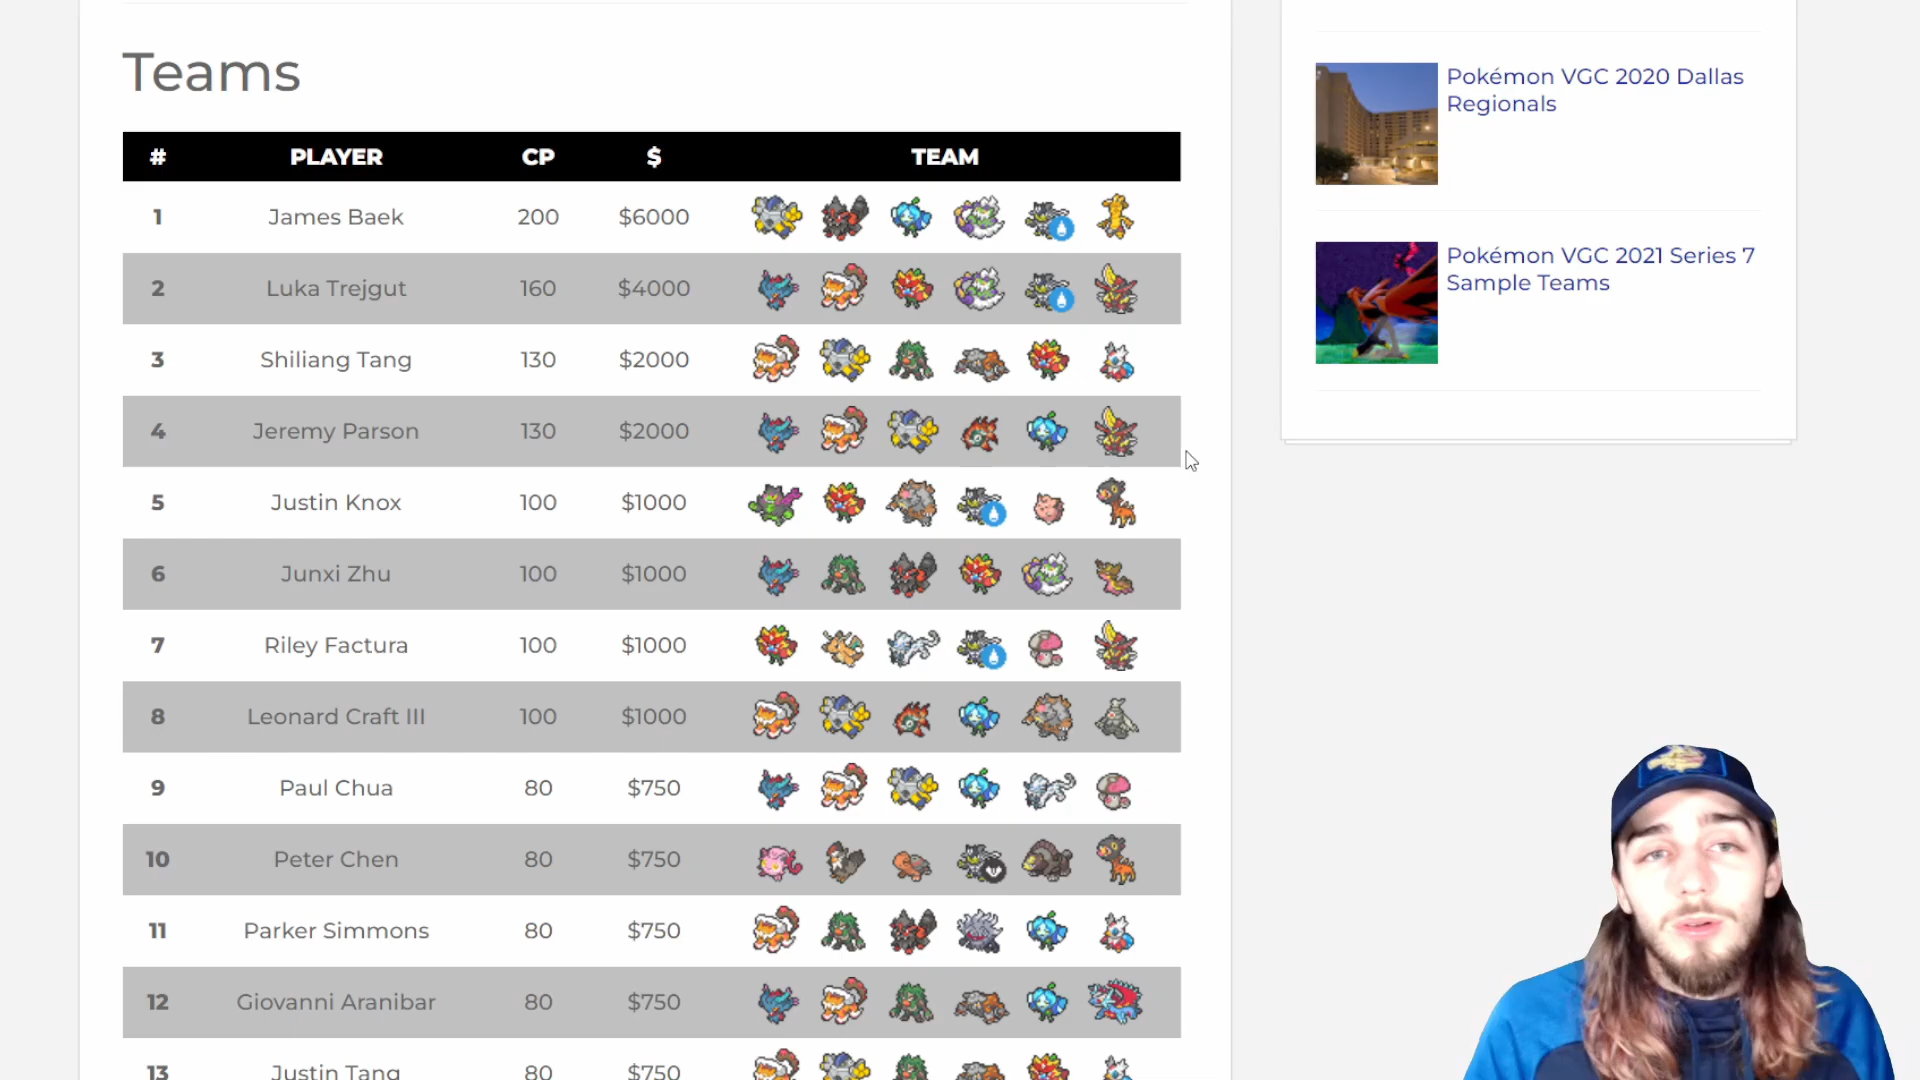 Teams
# PLAYER CP $ TEAM
1 James Baek 200 $6000
2 Luka Trejgut 160 $4000
3 Shiliang Tang 130 $2000
4 Jeremy Parson 130 $2000
5 Justin Knox 100 $1000
6 Junxi Zhu 100 $1000
7 Riley Factura 100 $1000
8 Leonard Craft III 100 $1000
9 Paul Chua 80 $750
10 Peter Chen 80 $750
11 Parker Simmons 80 $750
12 Giovanni Aranibar 80 $750
13 Justin Tang 80 $750
Pokémon VGC 2020 Dallas
Regionals
Pokémon VGC 2021 Series 7
Sample Teams